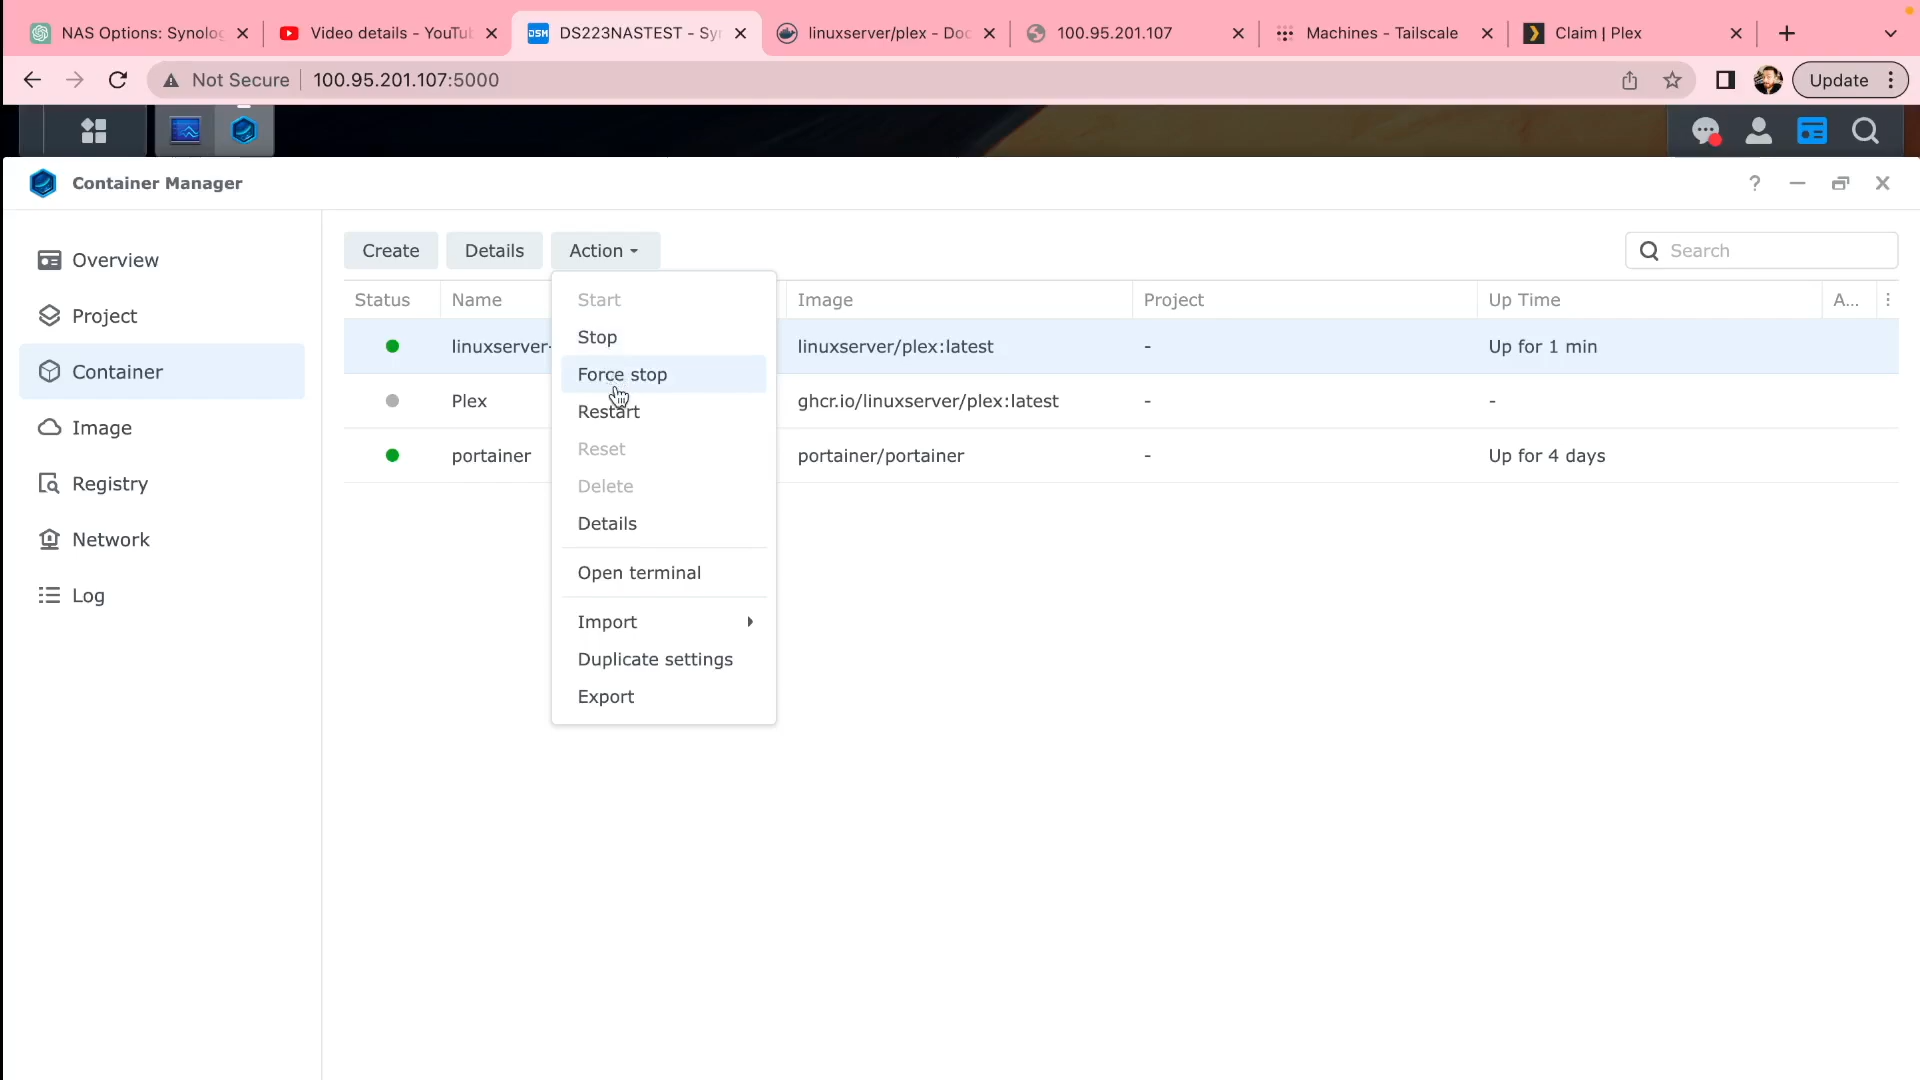 NAS Options: Synolog
Video details - YouTub
DSM
DS223NASTEST - Syn
linuxserver/plex - Doc
100.95.201.107
Machines - Tailscale
Claim | Plex
Not Secure
100.95.201.107:5000
Update
Container Manager
Overview
Project
Container
Image
Registry
Network
Log
Create
Details
Action
Search
Status
Name
Image
Project
Up Time
A...
linuxserver-
linuxserver/plex:latest
-
Up for 1 min
Plex
ghcr.io/linuxserver/plex:latest
-
-
portainer
portainer/portainer
-
Up for 4 days
Start
Stop
Force stop
Restart
Reset
Delete
Details
Open terminal
Import
Duplicate settings
Export